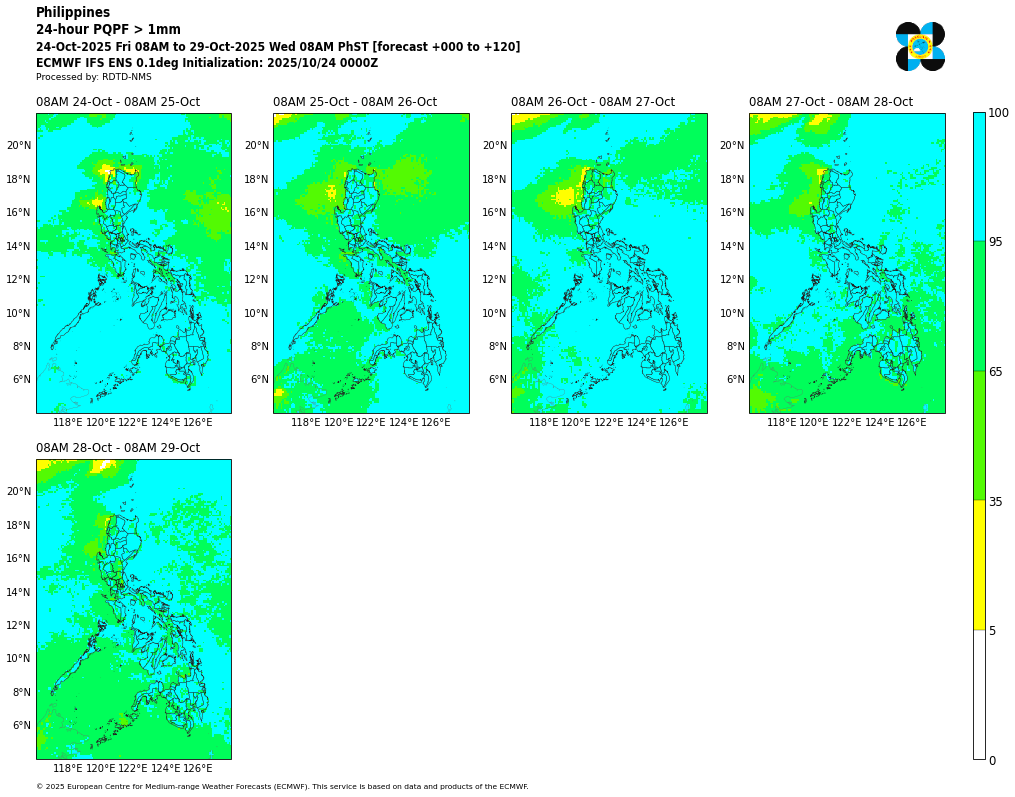 Philippines
24-hour PQPF > 1mm
24-Oct-2025 Fri 08AM to 29-Oct-2025 Wed 08AM PhST [forecast +000 to +120]
ECMWF IFS ENS 0.1deg Initialization: 2025/10/24 0000Z
Processed by: RDTD-NMS
08AM 24-Oct - 08AM 25-Oct
08AM 25-Oct - 08AM 26-Oct
08AM 26-Oct - 08AM 27-Oct
08AM 27-Oct - 08AM 28-Oct
20°N 18°N 16°N 14°N 12°N 10°N 8°N 6°N
118°E 120°E 122°E 124°E 126°E
20°N 18°N 16°N 14°N 12°N 10°N 8°N 6°N
118°E 120°E 122°E 124°E 126°E
20°N 18°N 16°N 14°N 12°N 10°N 8°N 6°N
118°E 120°E 122°E 124°E 126°E
20°N 18°N 16°N 14°N 12°N 10°N 8°N 6°N
118°E 120°E 122°E 124°E 126°E
100
95
65
35
5
0
08AM 28-Oct - 08AM 29-Oct
20°N 18°N 16°N 14°N 12°N 10°N 8°N 6°N
118°E 120°E 122°E 124°E 126°E
© 2025 European Centre for Medium-range Weather Forecasts (ECMWF). This service is based on data and products of the ECMWF.